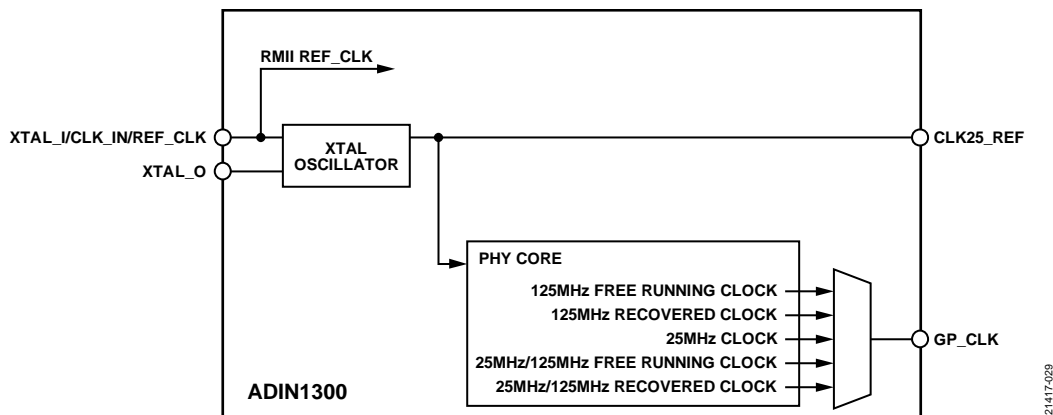 RMII REF_CLK
XTAL_I/CLK_IN/REF_CLK
XTAL
OSCILLATOR
CLK25_REF
XTAL_O
PHY CORE
125MHz FREE RUNNING CLOCK
125MHz RECOVERED CLOCK
25MHz CLOCK
GP_CLK
25MHz/125MHz FREE RUNNING CLOCK
25MHz/125MHz RECOVERED CLOCK
ADIN1300
21417-029